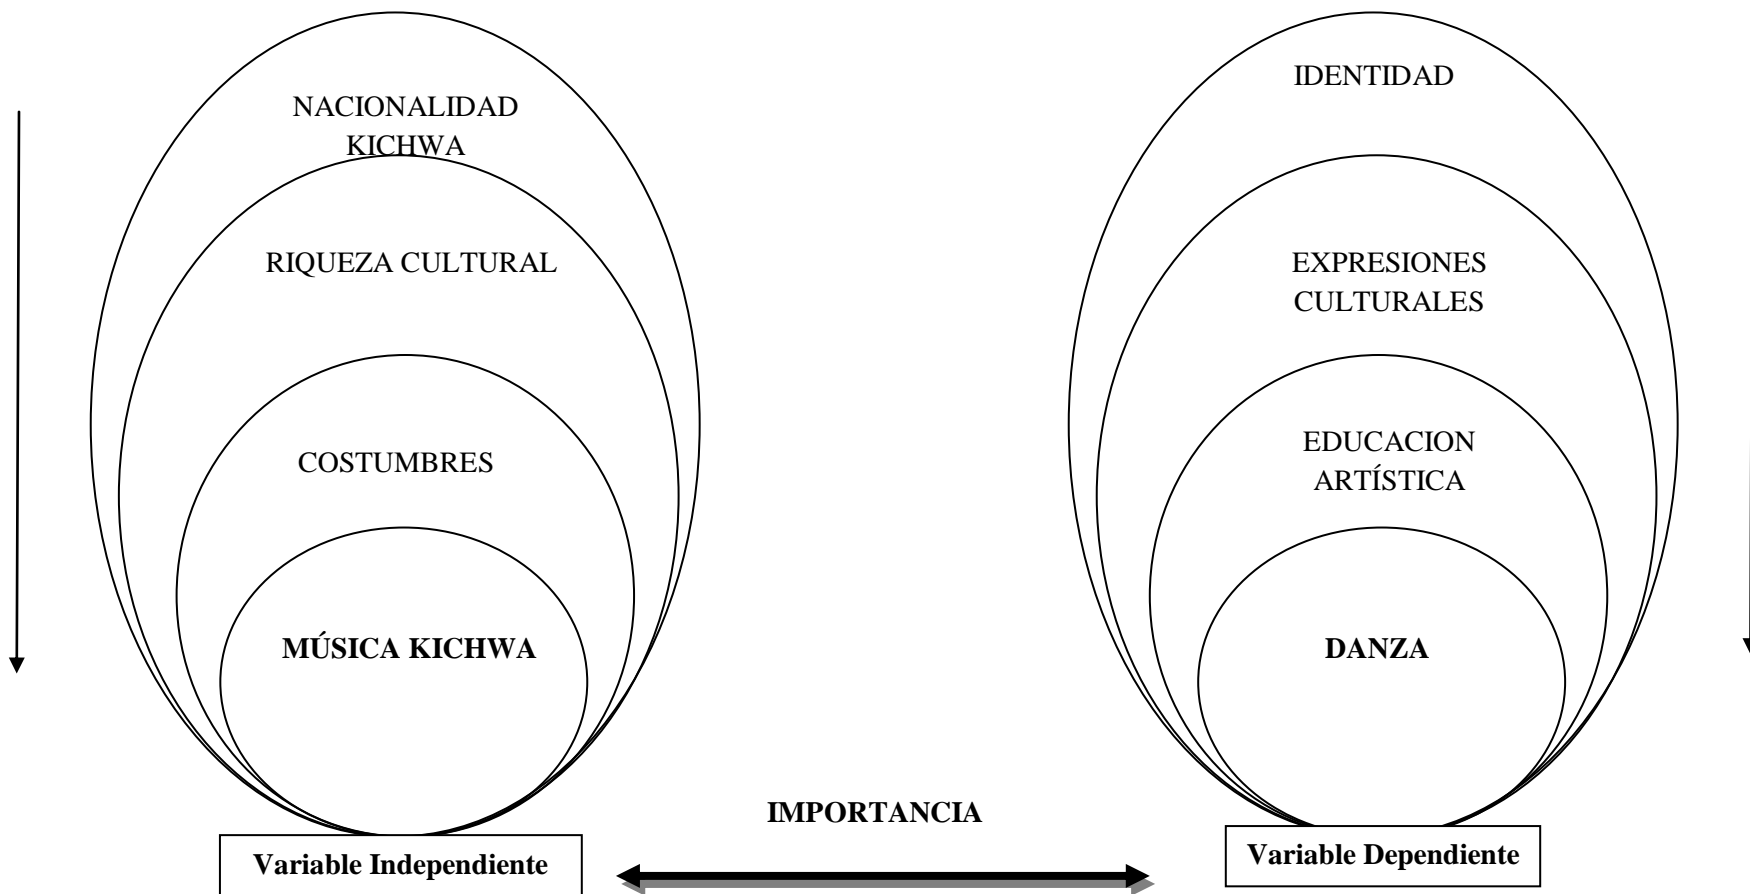 NACIONALIDAD
KICHWA
RIQUEZA CULTURAL
COSTUMBRES
MÚSICA KICHWA
Variable Independiente
IMPORTANCIA
IDENTIDAD
EXPRESIONES
CULTURALES
EDUCACION
ARTÍSTICA
DANZA
Variable Dependiente